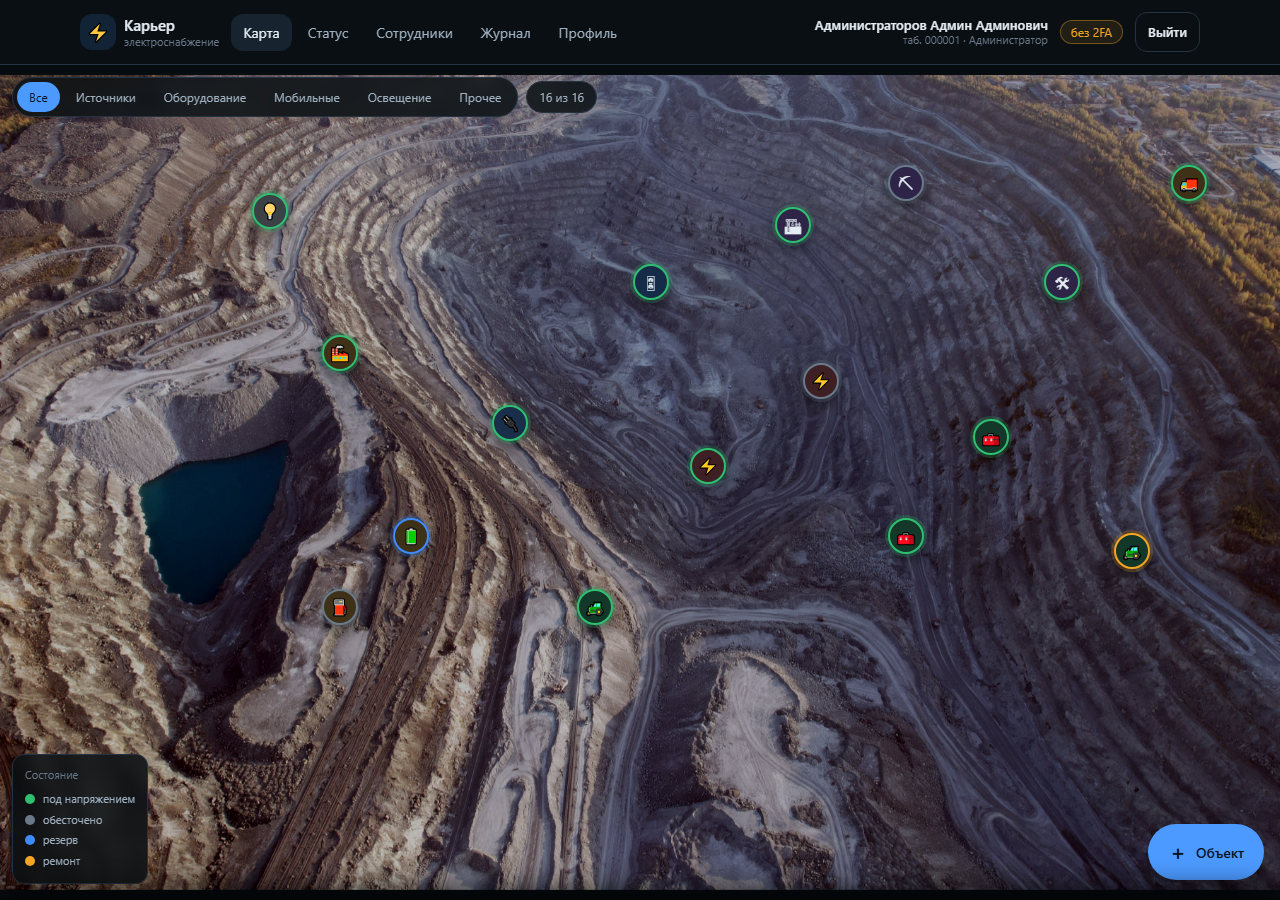 Карьер
электроснабжение
Карта
Статус
Сотрудники
Журнал
Профиль
Администраторов Админ Админович
таб. 000001 · Администратор
без 2FA
Выйти
Все
Источники
Оборудование
Мобильные
Освещение
Прочее
16 из 16
Состояние
под напряжением
обесточено
резерв
ремонт
+ Объект